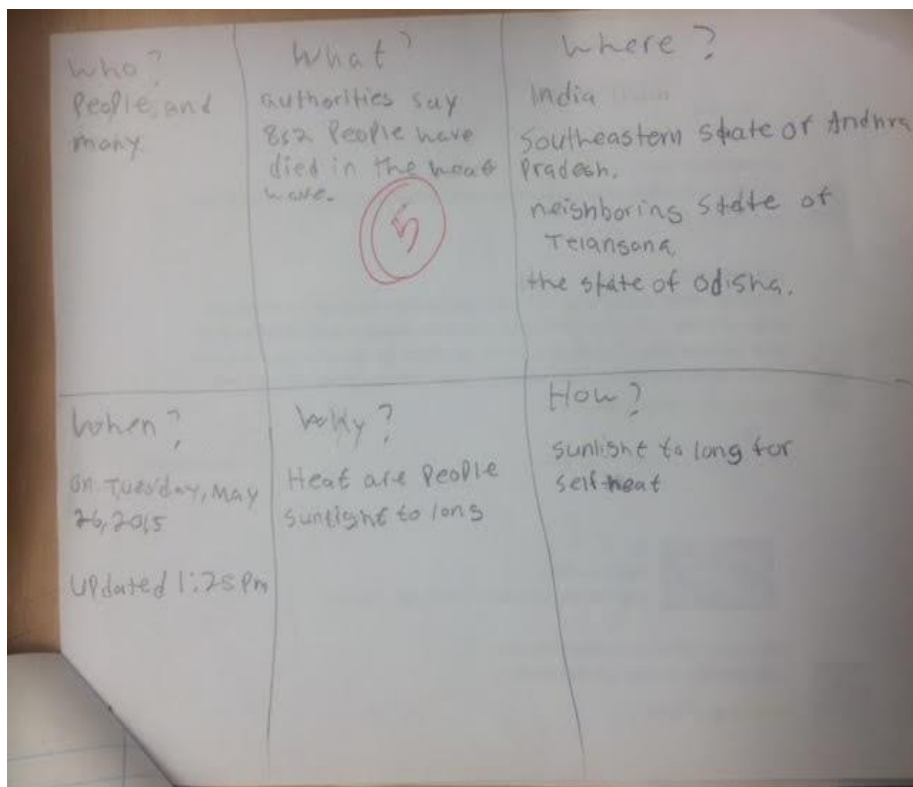 Who?
People, and
many.
What?
authorities say
852 People have
died in the heat
wave.
5
Where?
India
Southeastern state of Andhra
Pradesh.
neighboring state of
Telangana
the state of Odisha.
When?
on Tuesday, May
26, 2015
updated 1:25 Pm
Why?
Heat are People
sunlight to long
How?
sunlight to long for
self-heat